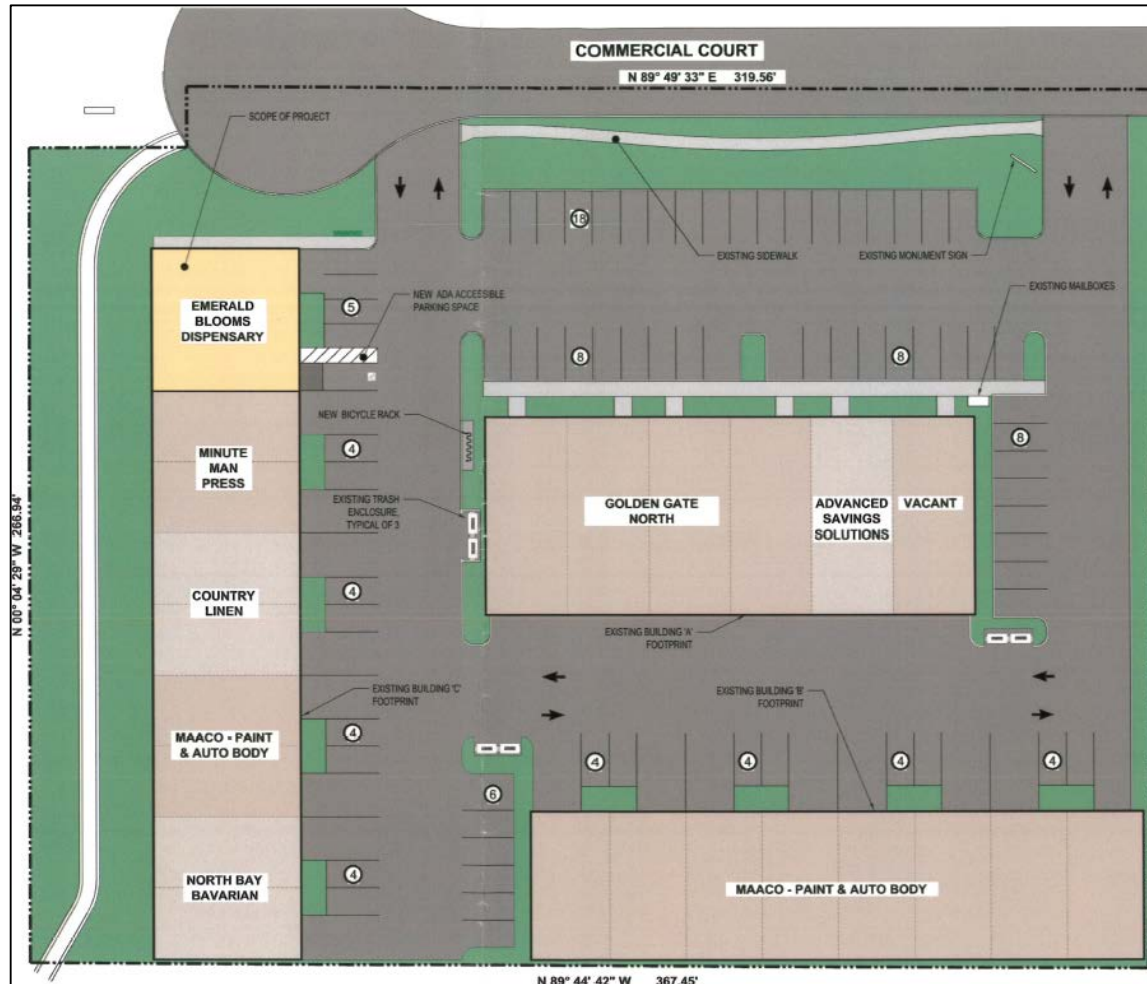 COMMERCIAL COURT
N 89° 49' 33" E 319.56'
SCOPE OF PROJECT
18
EXISTING SIDEWALK
EXISTING MONUMENT SIGN
EMERALD
BLOOMS
DISPENSARY
5
NEW ADA ACCESSIBLE
PARKING SPACE
EXISTING MAILBOXES
8
8
NEW BICYCLE RACK
MINUTE
MAN
PRESS
4
8
EXISTING TRASH
ENCLOSURE,
TYPICAL OF 3
GOLDEN GATE
NORTH
ADVANCED
SAVINGS
SOLUTIONS
VACANT
N 00° 04' 29" W 266.94'
COUNTRY
LINEN
4
EXISTING BUILDING 'A'
FOOTPRINT
EXISTING BUILDING 'C'
FOOTPRINT
EXISTING BUILDING 'B'
FOOTPRINT
MAACO - PAINT
& AUTO BODY
4
4
4
4
4
6
NORTH BAY
BAVARIAN
4
MAACO - PAINT & AUTO BODY
N 89° 44' 42" W 367.45'